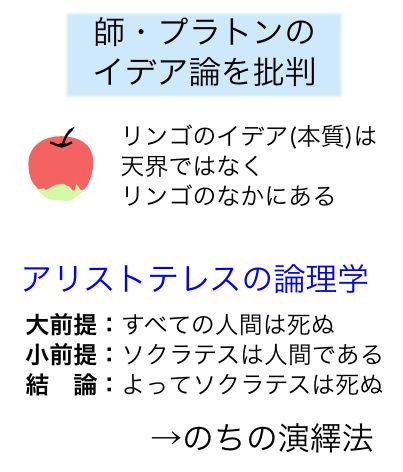 師・プラトンの
イデア論を批判
リンゴのイデア(本質)は
天界ではなく
リンゴのなかにある
アリストテレスの論理学
大前提：すべての人間は死ぬ
小前提：ソクラテスは人間である
結　論：よってソクラテスは死ぬ
→のちの演繹法